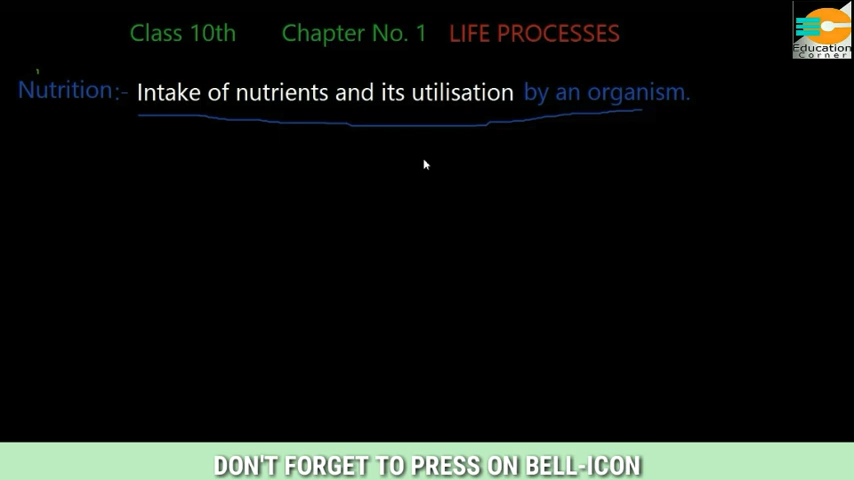 Class 10th Chapter No. 1 LIFE PROCESSES
Education
Corner
Nutrition:- Intake of nutrients and its utilisation by an organism.
DON'T FORGET TO PRESS ON BELL-ICON